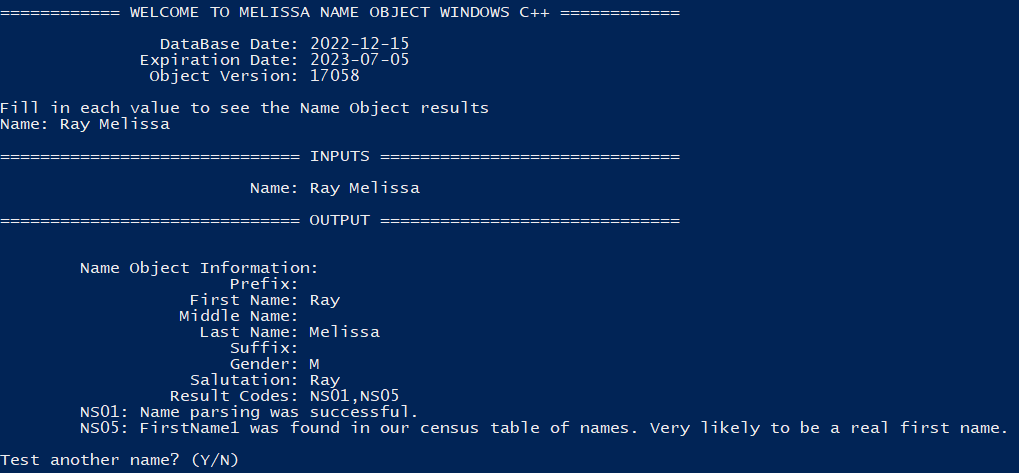 ============ WELCOME TO MELISSA NAME OBJECT WINDOWS C++ ============
DataBase Date: 2022-12-15
Expiration Date: 2023-07-05
Object Version: 17058
Fill in each value to see the Name Object results
Name: Ray Melissa
============================== INPUTS ==============================
Name: Ray Melissa
============================== OUTPUT ==============================
Name Object Information:
Prefix:
First Name: Ray
Middle Name:
Last Name: Melissa
Suffix:
Gender: M
Salutation: Ray
Result Codes: NS01,NS05
NS01: Name parsing was successful.
NS05: FirstName1 was found in our census table of names. Very likely to be a real first name.
Test another name? (Y/N)